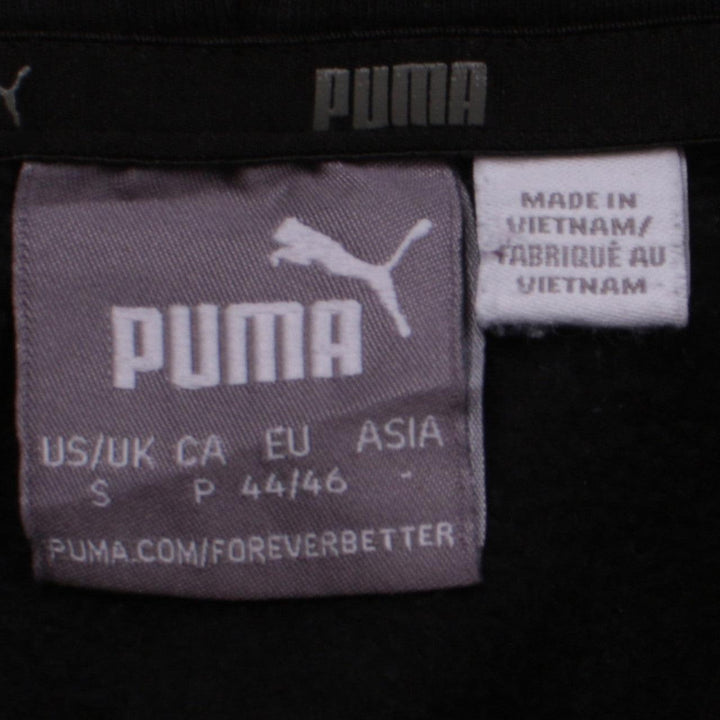 PUMA
MADE IN
VIETNAM/
FABRIQUÉ AU
VIETNAM
PUMA
US/UK CA EU ASIA
S P 44/46 -
PUMA.COM/FOREVERBETTER